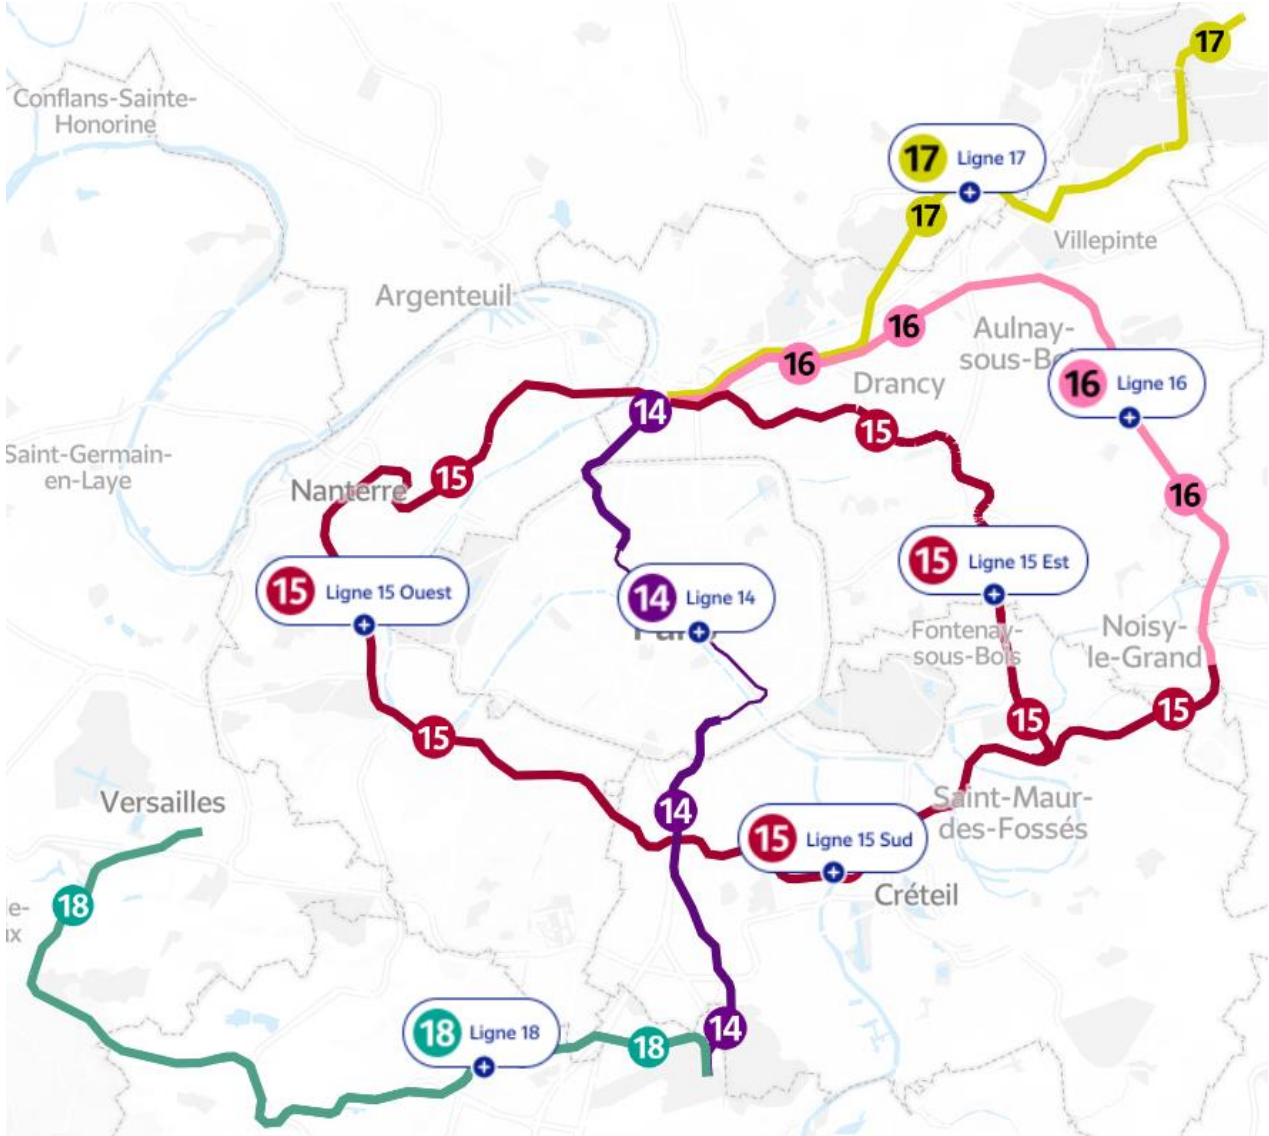 17
Conflans-Sainte-
Honorine
17
Ligne 17
17
Villepinte
Argenteuil
16
Aulnay-
sous-Bo
16
Drancy
16
Ligne 16
14
15
Saint-Germain-
en-Laye
15
Nanterre
16
15
Ligne 15 Est
15
Ligne 15 Ouest
14
Ligne 14
Fontenay-
sous-Bois
Noisy-
le-Grand
15
15
15
Versailles
14
Saint-Maur-
des-Fossés
15
Ligne 15 Sud
Créteil
18
e-
ix
18
Ligne 18
14
18